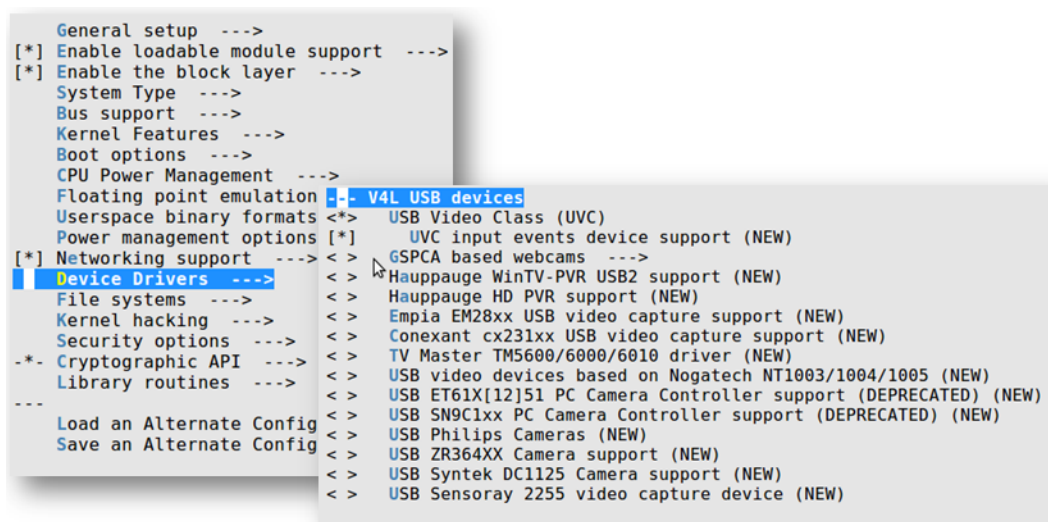 General setup  --->
[*] Enable loadable module support  --->
[*] Enable the block layer  --->
System Type  --->
Bus support  --->
Kernel Features  --->
Boot options  --->
CPU Power Management  --->
Floating point emulation
Userspace binary formats
Power management options
[*] Networking support  --->
Device Drivers  --->
File systems  --->
Kernel hacking  --->
Security options  --->
-*- Cryptographic API  --->
Library routines  --->
---
Load an Alternate Config
Save an Alternate Config
--- V4L USB devices
<*> USB Video Class (UVC)
[*] UVC input events device support (NEW)
< > GSPCA based webcams  --->
< > Hauppauge WinTV-PVR USB2 support (NEW)
< > Hauppauge HD PVR support (NEW)
< > Empia EM28xx USB video capture support (NEW)
< > Conexant cx231xx USB video capture support (NEW)
< > TV Master TM5600/6000/6010 driver (NEW)
< > USB video devices based on Nogatech NT1003/1004/1005 (NEW)
< > USB ET61X[12]51 PC Camera Controller support (DEPRECATED) (NEW)
< > USB SN9C1xx PC Camera Controller support (DEPRECATED) (NEW)
< > USB Philips Cameras (NEW)
< > USB ZR364XX Camera support (NEW)
< > USB Syntek DC1125 Camera support (NEW)
< > USB Sensoray 2255 video capture device (NEW)